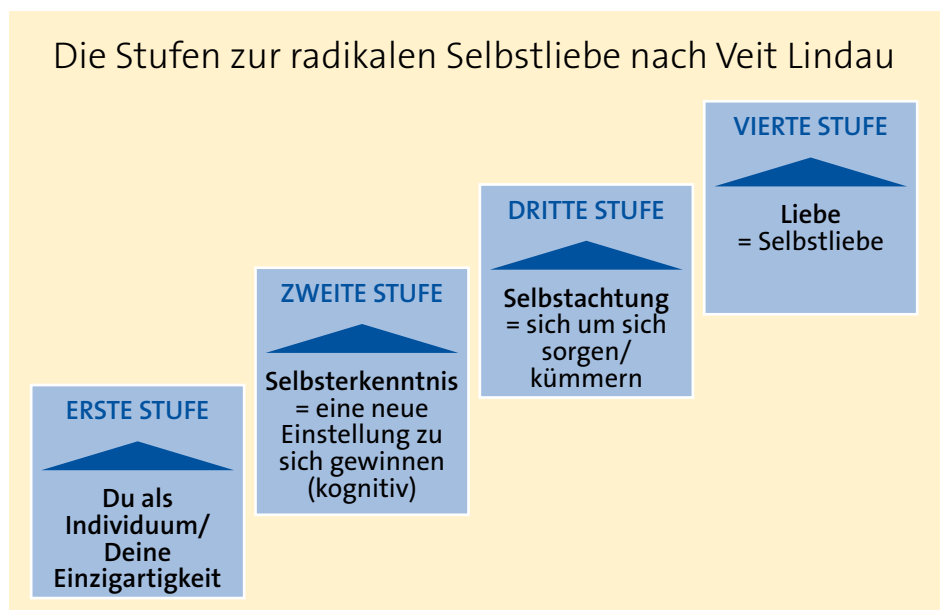 Die Stufen zur radikalen Selbstliebe nach Veit Lindau
ERSTE STUFE
Du als
Individuum/
Deine
Einzigartigkeit
ZWEITE STUFE
Selbsterkenntnis
= eine neue
Einstellung zu
sich gewinnen
(kognitiv)
DRITTE STUFE
Selbstachtung
= sich um sich
sorgen/
kümmern
VIERTE STUFE
Liebe
= Selbstliebe